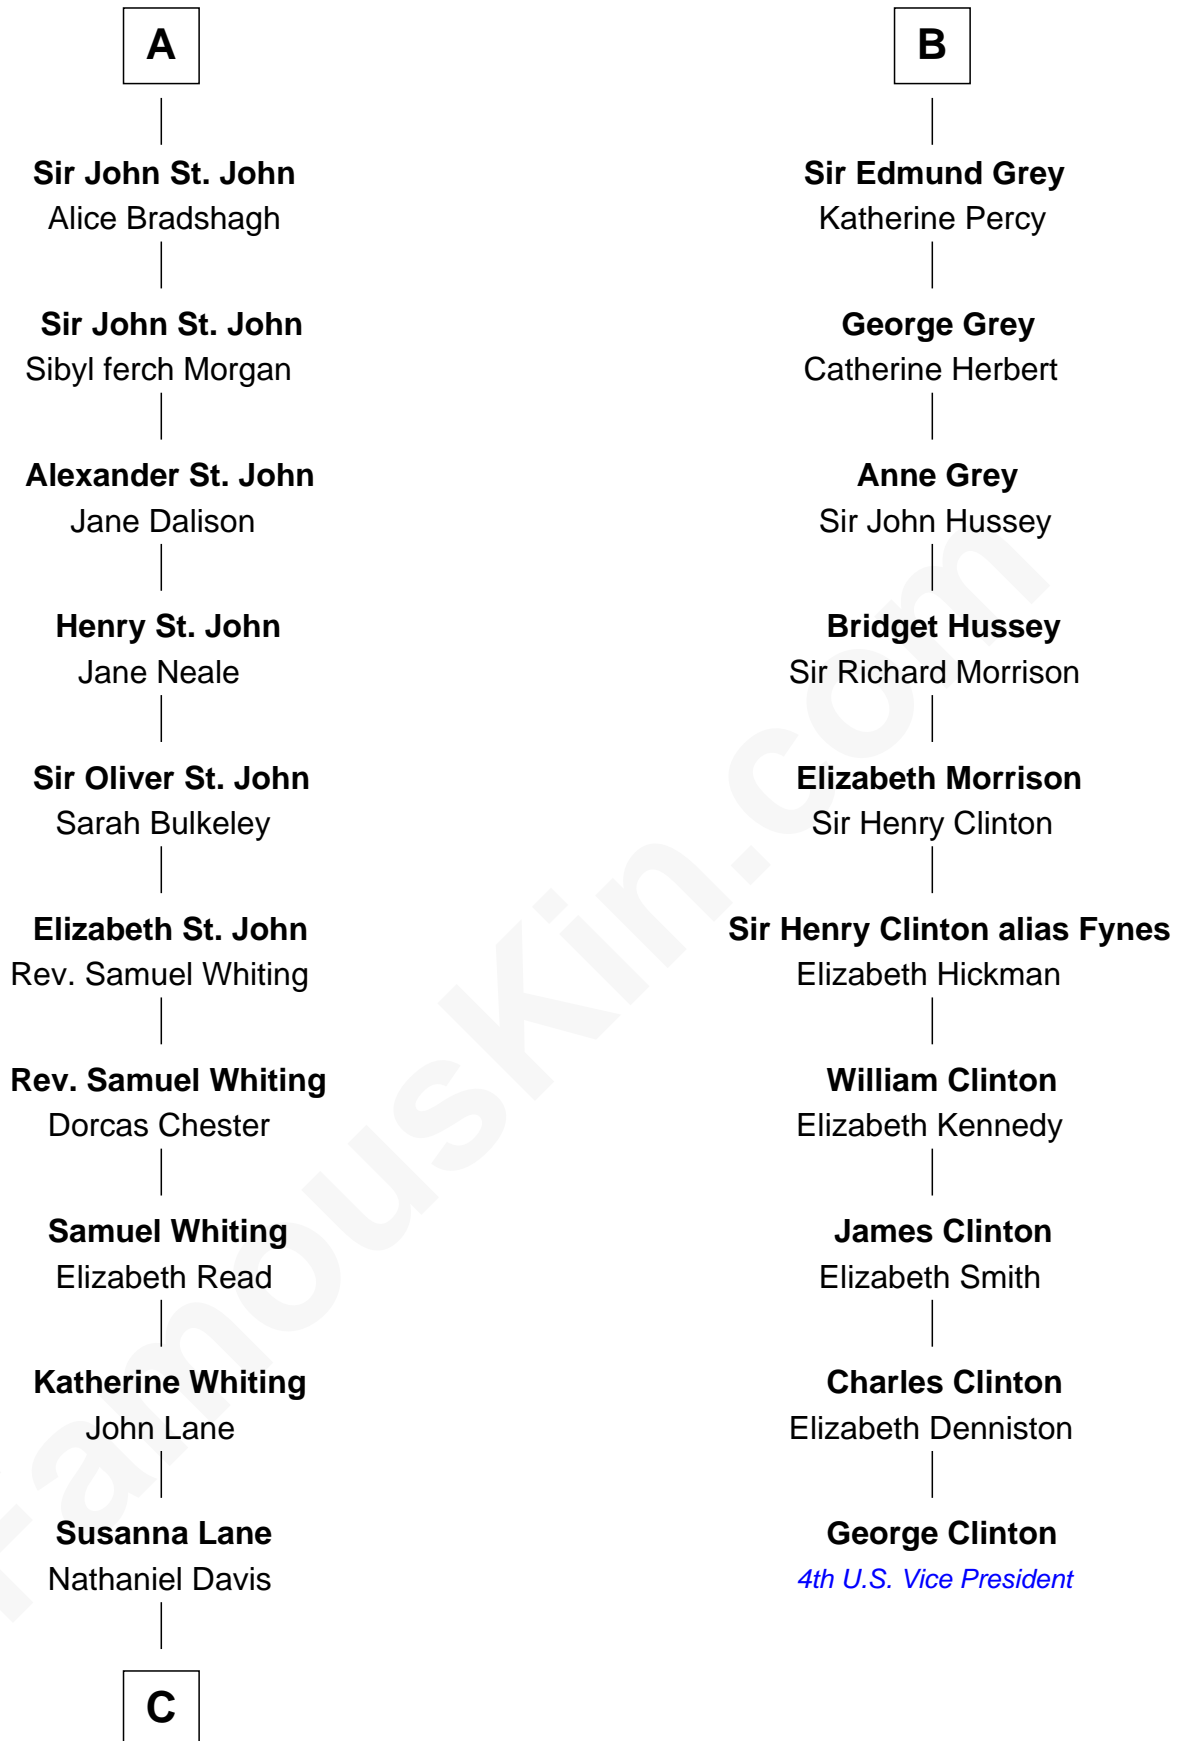 A
Sir John St. John
Alice Bradshagh
Sir John St. John
Sibyl ferch Morgan
Alexander St. John
Jane Dalison
Henry St. John
Jane Neale
Sir Oliver St. John
Sarah Bulkeley
Elizabeth St. John
Rev. Samuel Whiting
Rev. Samuel Whiting
Dorcas Chester
Samuel Whiting
Elizabeth Read
Katherine Whiting
John Lane
Susanna Lane
Nathaniel Davis
C
B
Sir Edmund Grey
Katherine Percy
George Grey
Catherine Herbert
Anne Grey
Sir John Hussey
Bridget Hussey
Sir Richard Morrison
Elizabeth Morrison
Sir Henry Clinton
Sir Henry Clinton alias Fynes
Elizabeth Hickman
William Clinton
Elizabeth Kennedy
James Clinton
Elizabeth Smith
Charles Clinton
Elizabeth Denniston
George Clinton
4th U.S. Vice President
FamousKin.com